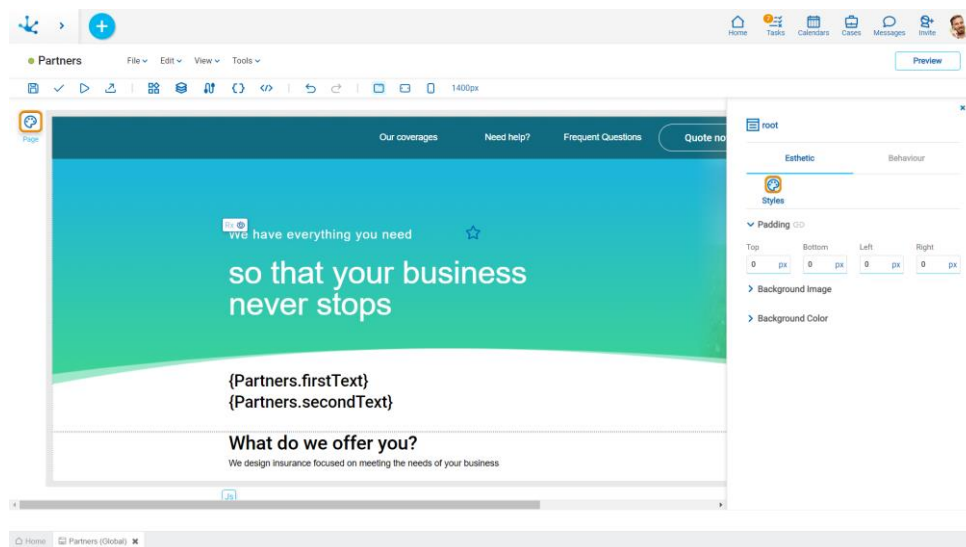 7
Home Tasks Calendars Cases Messages Invite
Partners File Edit View Tools Preview
1400px
Page
root
Our coverages Need help? Frequent Questions Quote no
Esthetic Behaviour
Styles
Rs
We have everything you need
Padding
Top Bottom Left Right
0 px 0 px 0 px 0 px
so that your business
never stops
Background Image
Background Color
{Partners.firstText}
{Partners.secondText}
What do we offer you?
We design insurance focused on meeting the needs of your business
Js
Home Partners (Global)